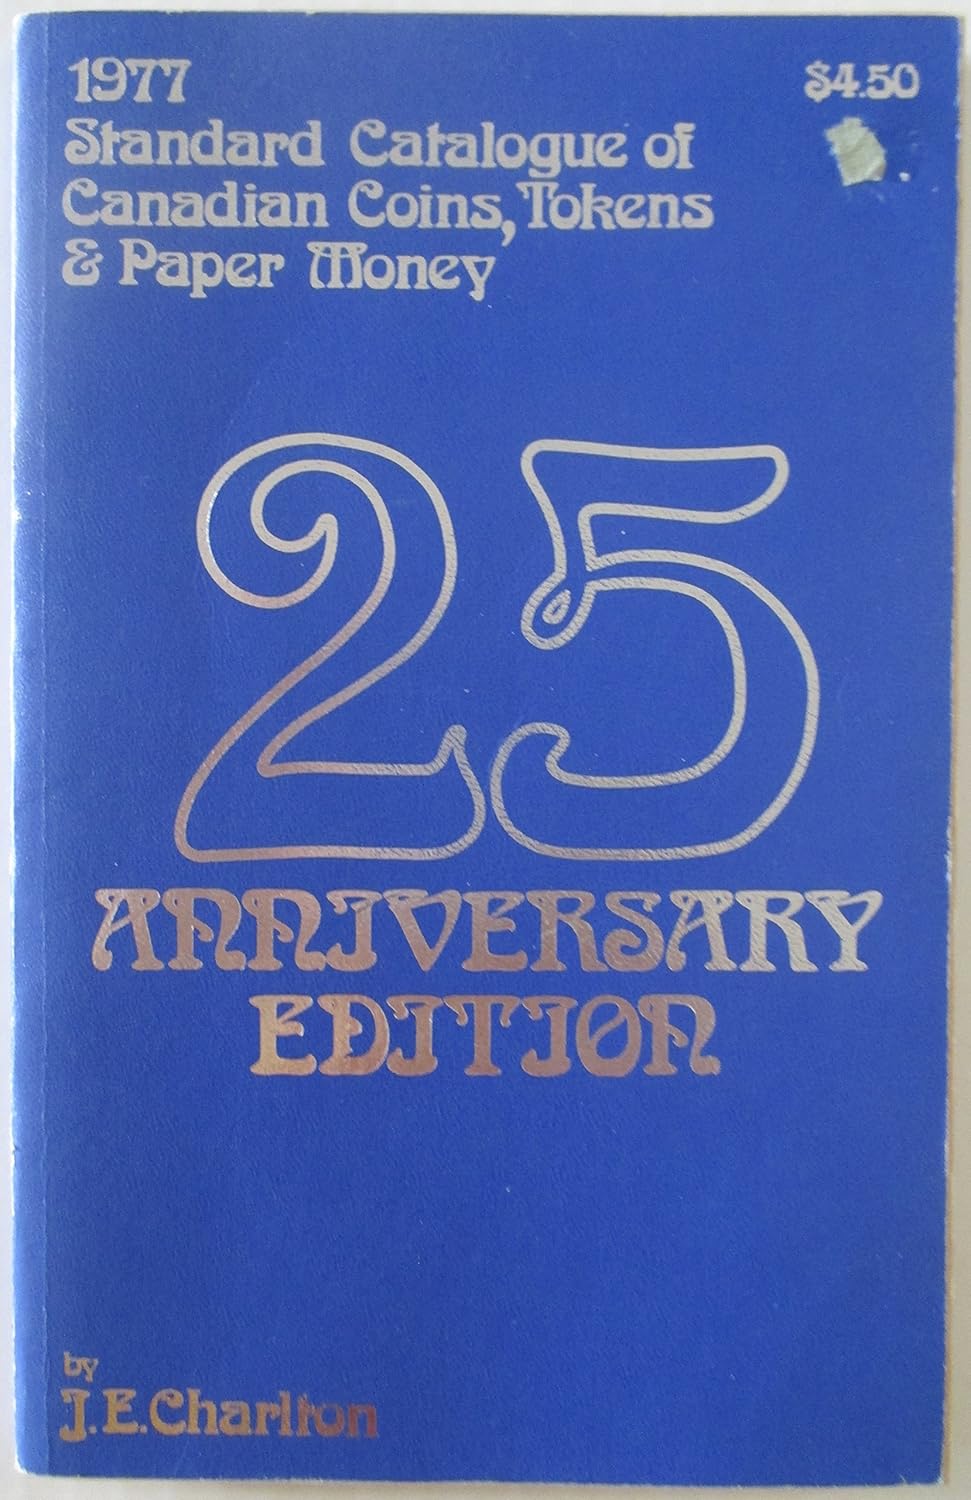 1977
$4.50
Standard Catalogue of
Canadian Coins, Tokens
& Paper Money
25
ANNIVERSARY
EDITION
by
J.E.Charlton